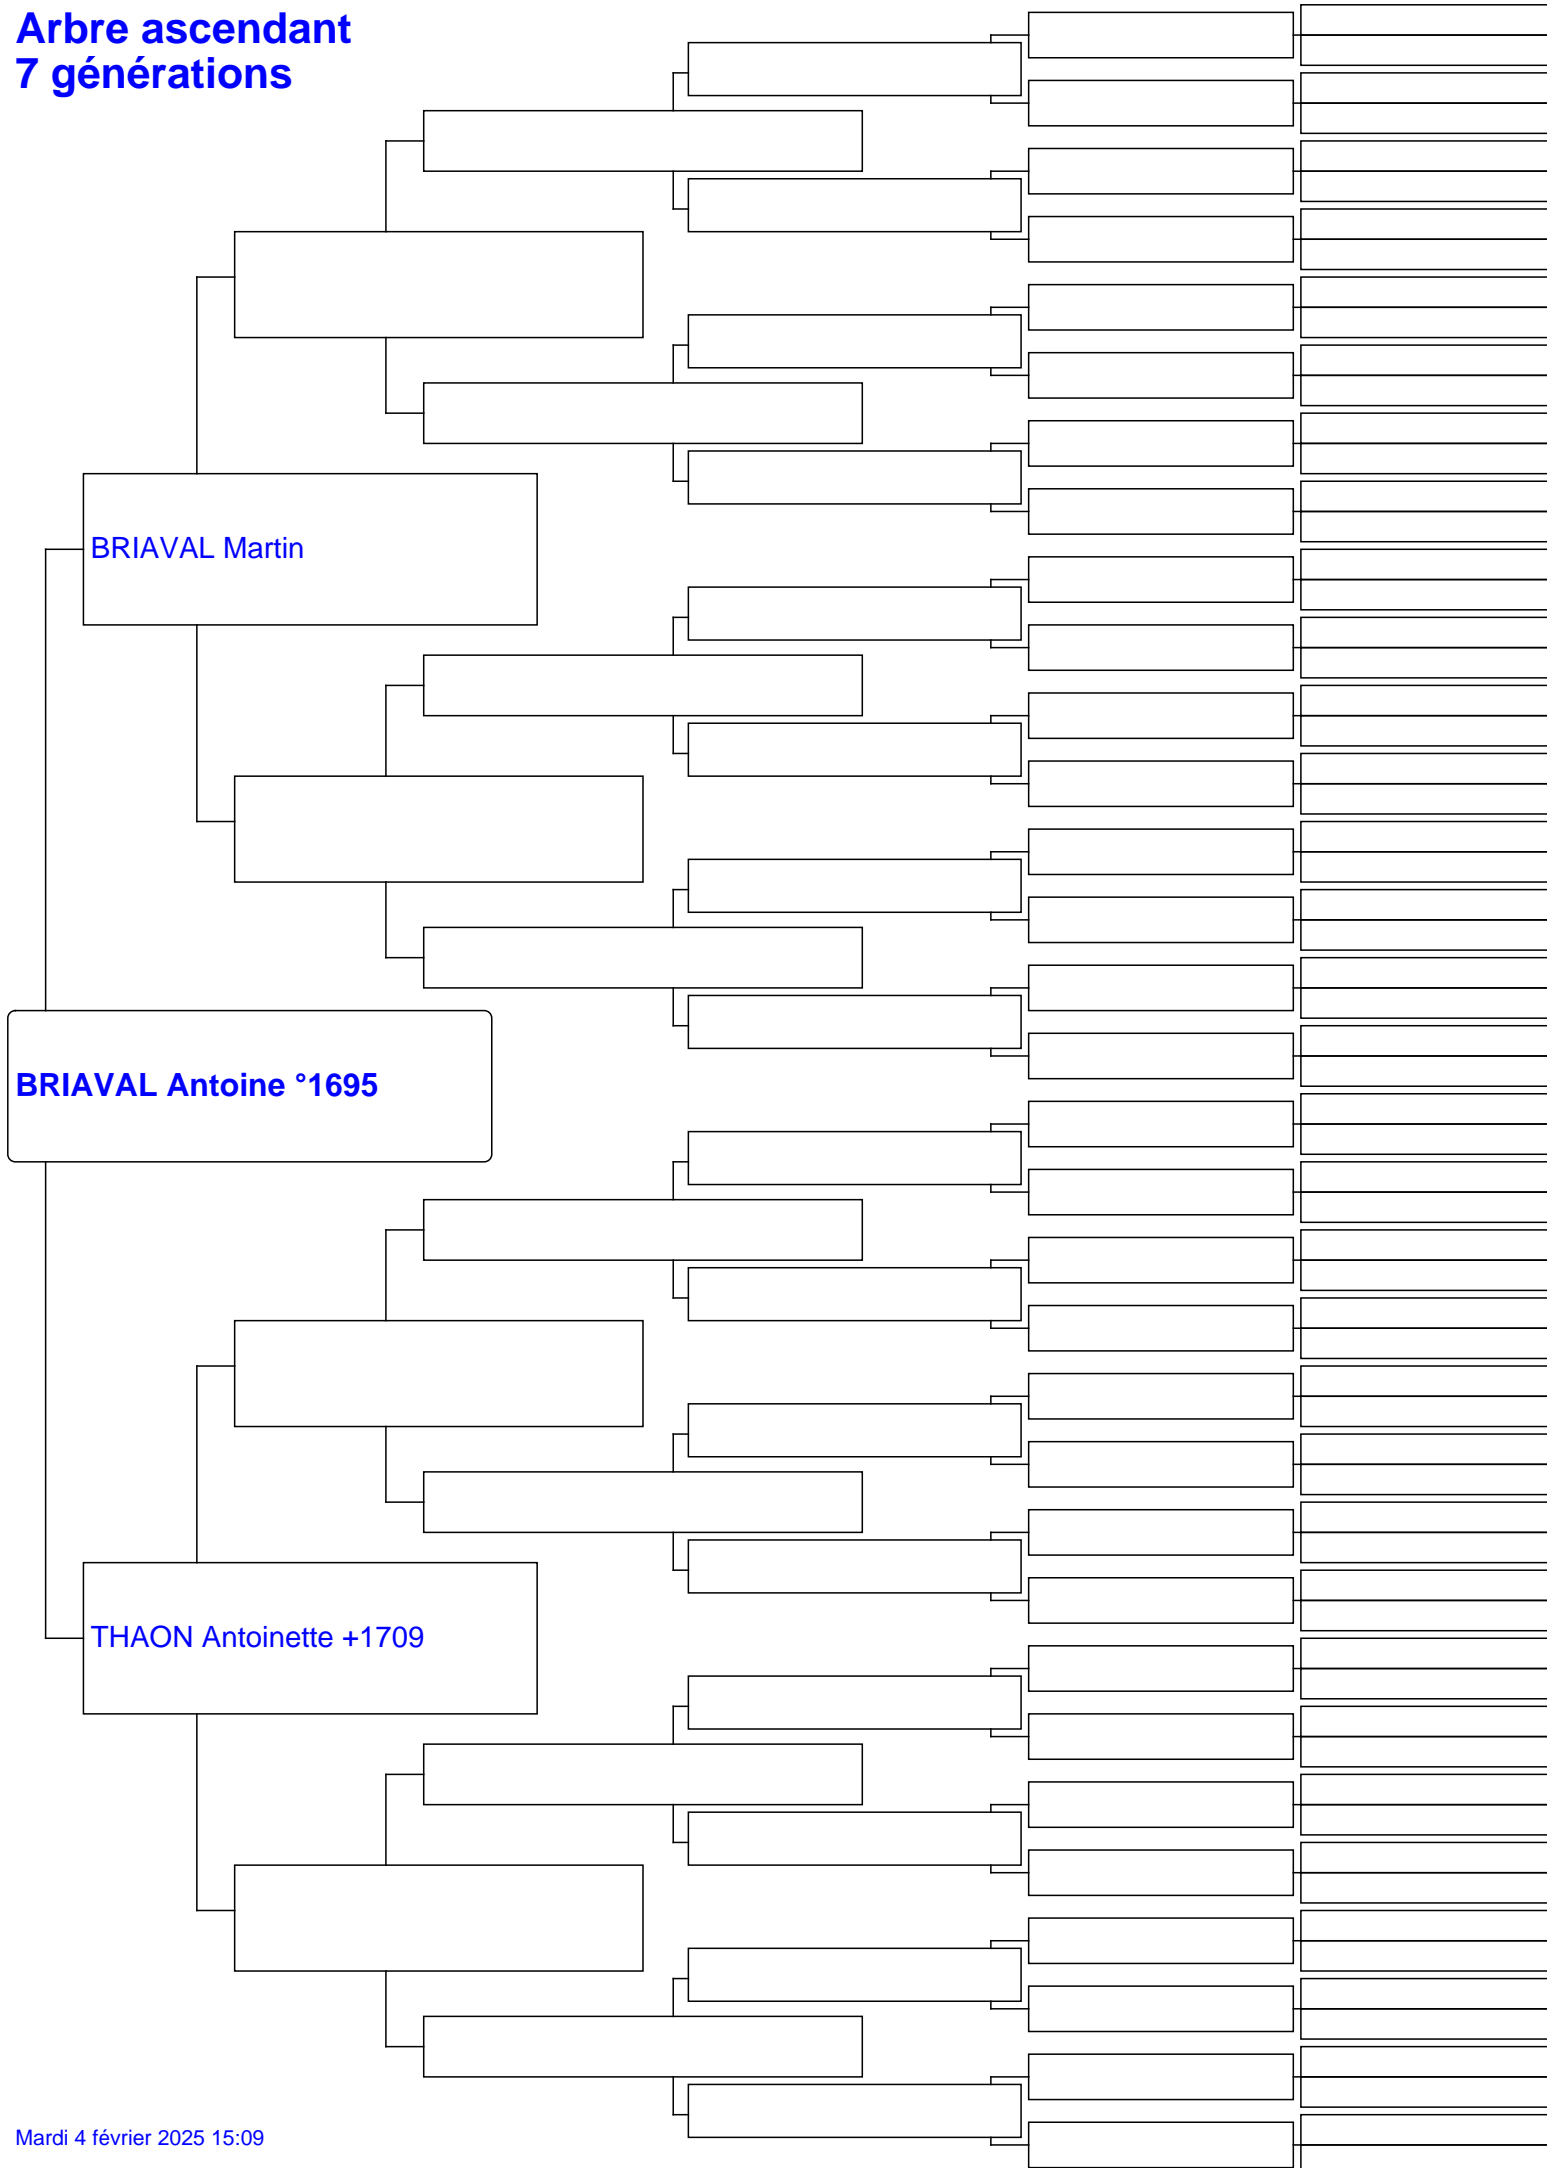 Arbre ascendant
7 générations
BRIAVAL Martin
BRIAVAL Antoine °1695
THAON Antoinette +1709
Mardi 4 février 2025 15:09